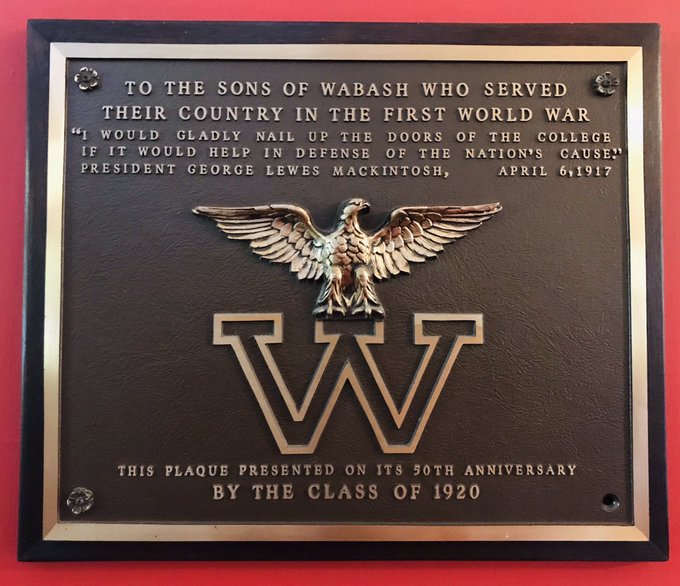 TO THE SONS OF WABASH WHO SERVED
THEIR COUNTRY IN THE FIRST WORLD WAR
"I WOULD GLADLY NAIL UP THE DOORS OF THE COLLEGE
IF IT WOULD HELP IN DEFENSE OF THE NATION'S CAUSE."
PRESIDENT GEORGE LEWES MACKINTOSH, APRIL 6,1917
W
THIS PLAQUE PRESENTED ON ITS 50TH ANNIVERSARY
BY THE CLASS OF 1920